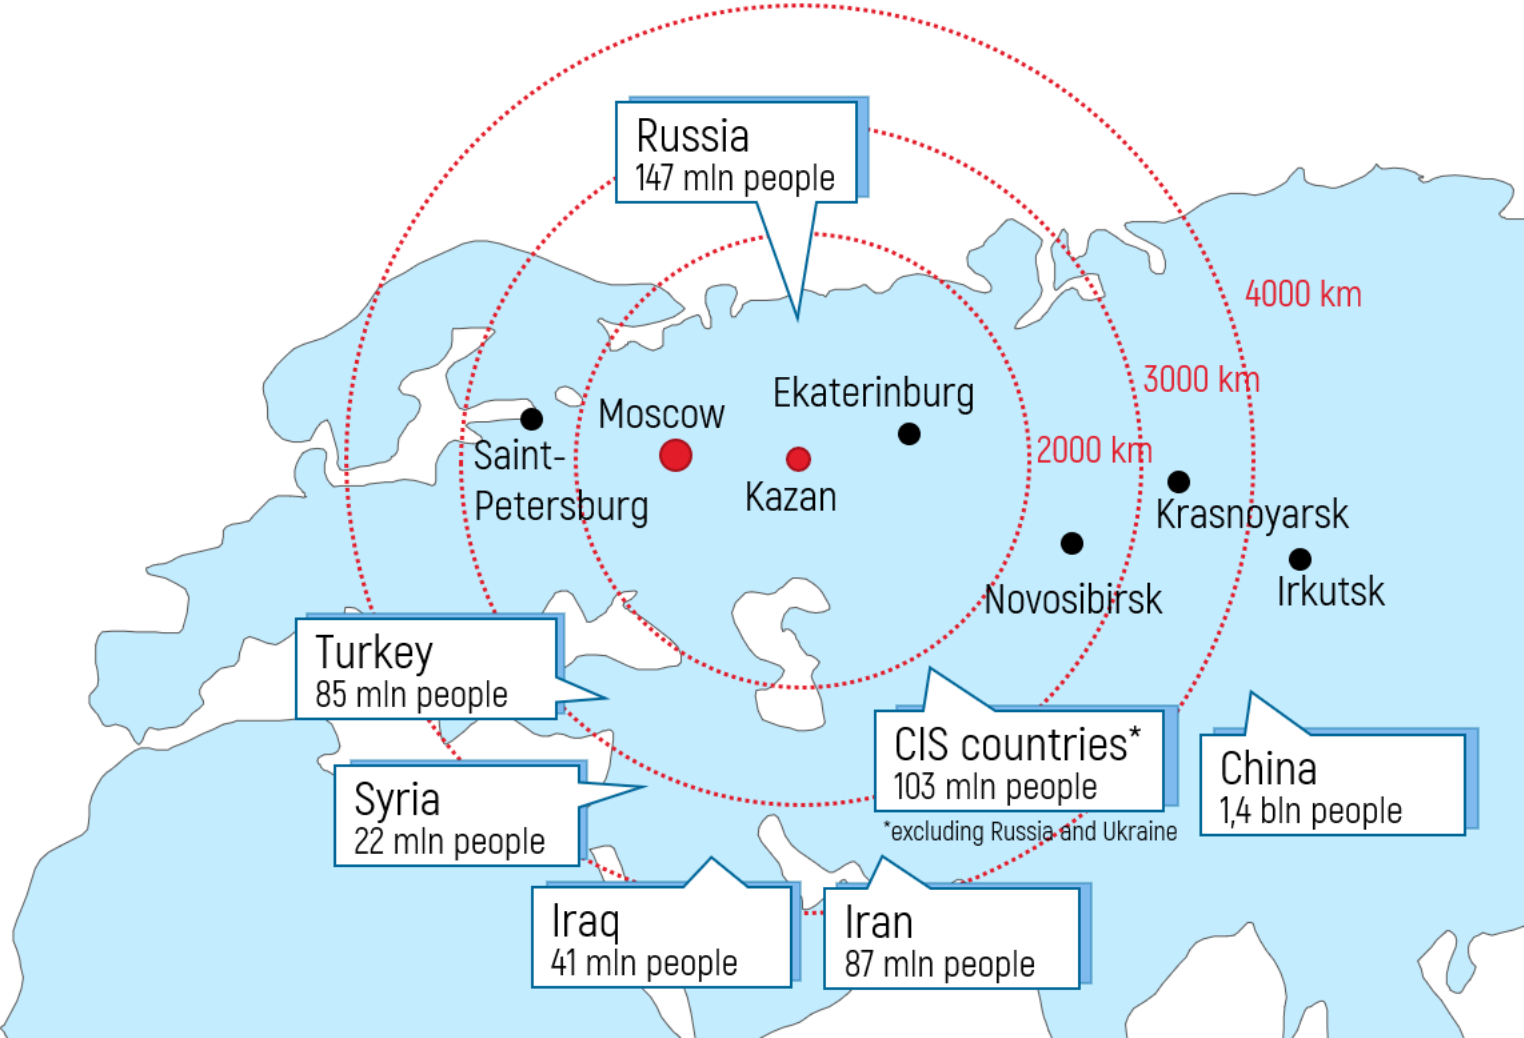 Russia
147 mln people
4000 km
3000 km
Ekaterinburg
Moscow
2000 km
Saint-
Petersburg
Kazan
Krasnoyarsk
Novosibirsk
Irkutsk
Turkey
85 mln people
CIS countries*
103 mln people
*excluding Russia and Ukraine
China
1,4 bln people
Syria
22 mln people
Iraq
41 mln people
Iran
87 mln people